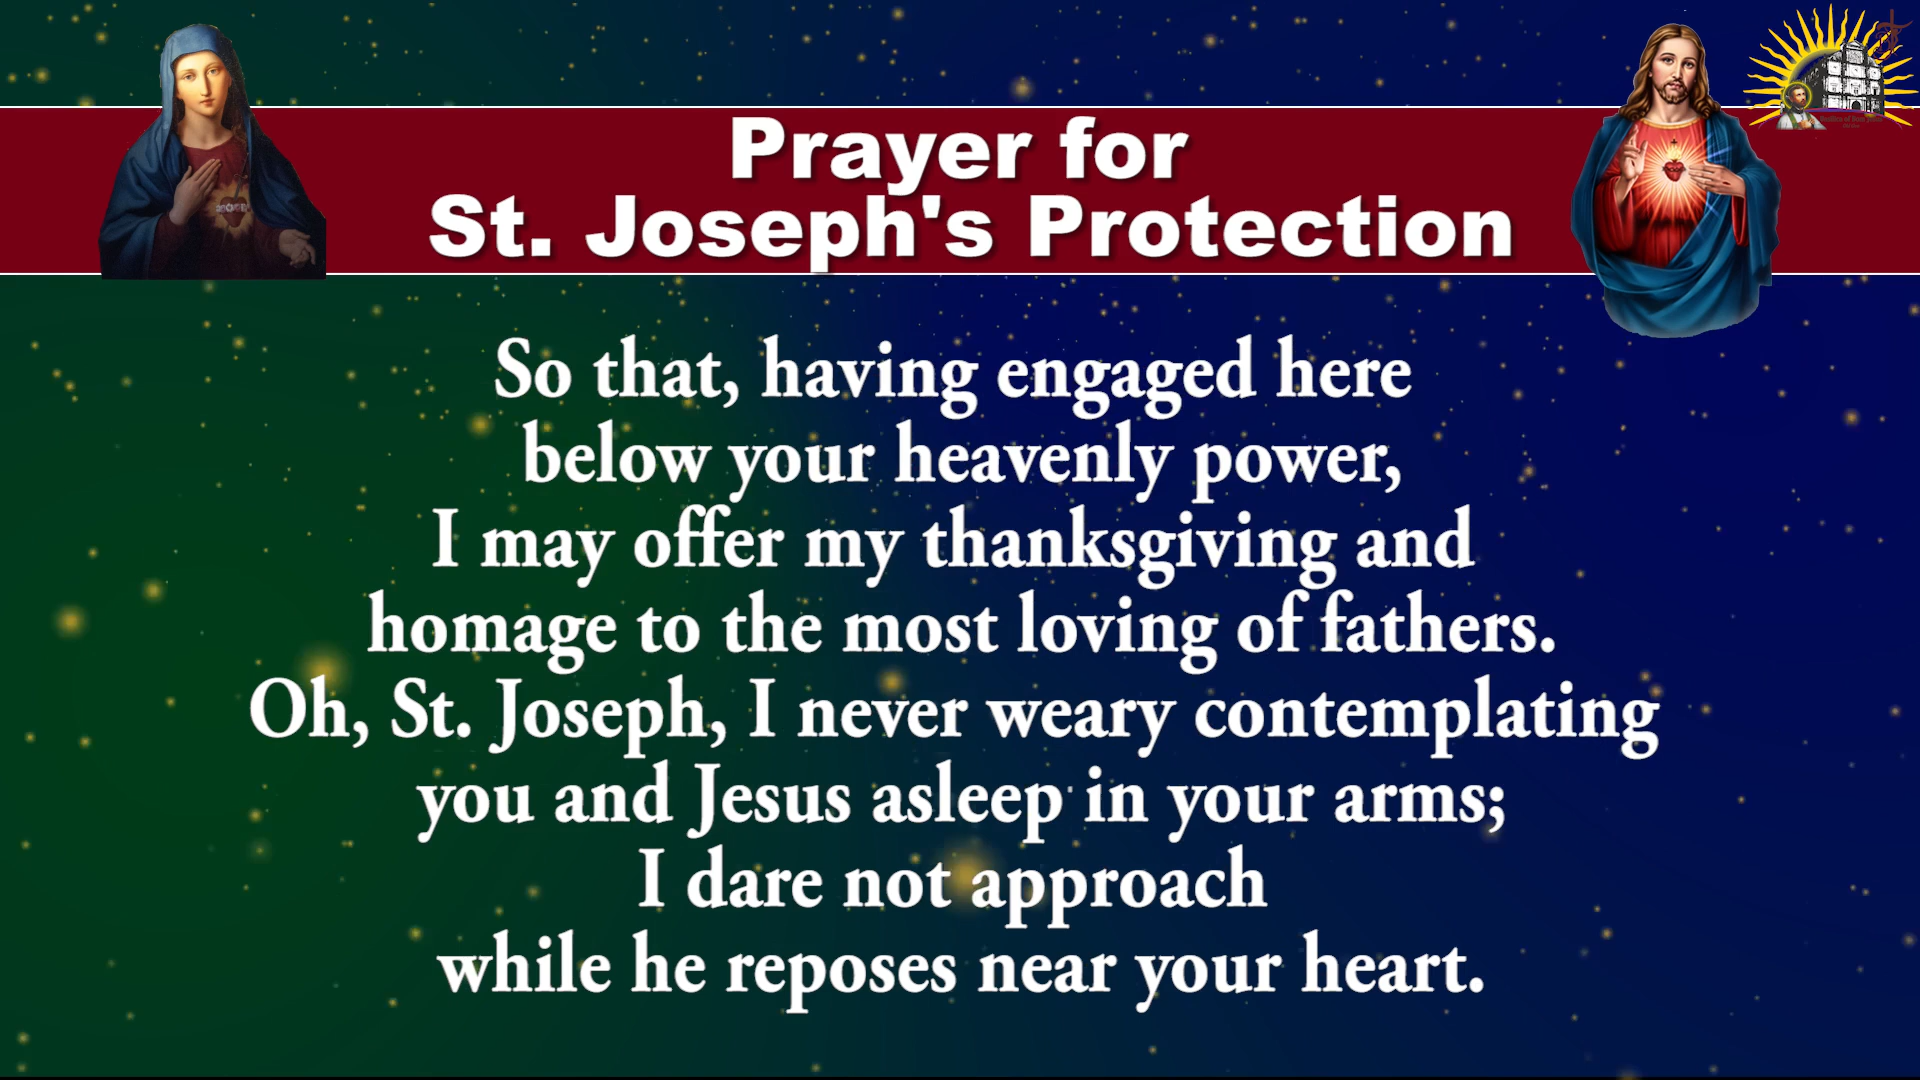 Prayer for
St. Joseph's Protection
So that, having engaged here
below your heavenly power,
I may offer my thanksgiving and
homage to the most loving of fathers.
Oh, St. Joseph, I never weary contemplating
you and Jesus asleep in your arms;
I dare not approach
while he reposes near your heart.